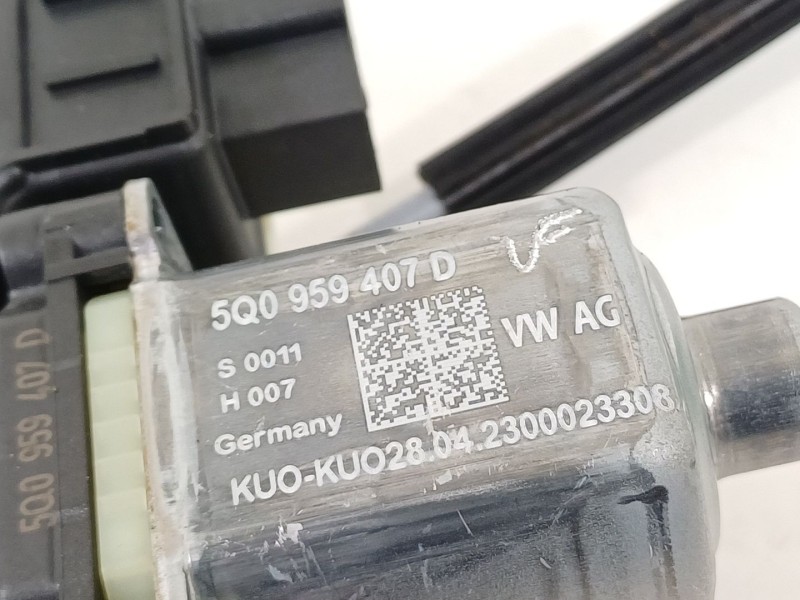 5Q0 959 407 D
VW AG
S 0011
H 007
Germany
KUO-KUO28.04.2300023308
5Q0 959 407 D